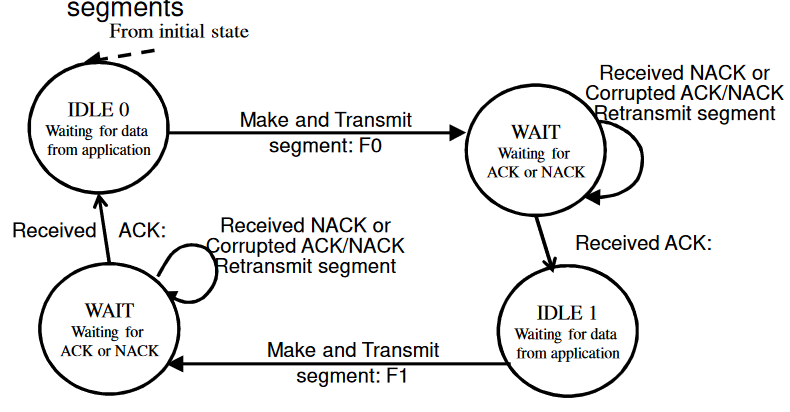 segments
From initial state
IDLE 0
Waiting for data
from application
Make and Transmit
segment: F0
WAIT
Waiting for
ACK or NACK
Received NACK or
Corrupted ACK/NACK
Retransmit segment
Received ACK:
Received ACK:
Received NACK or
Corrupted ACK/NACK
Retransmit segment
WAIT
Waiting for
ACK or NACK
Make and Transmit
segment: F1
IDLE 1
Waiting for data
from application